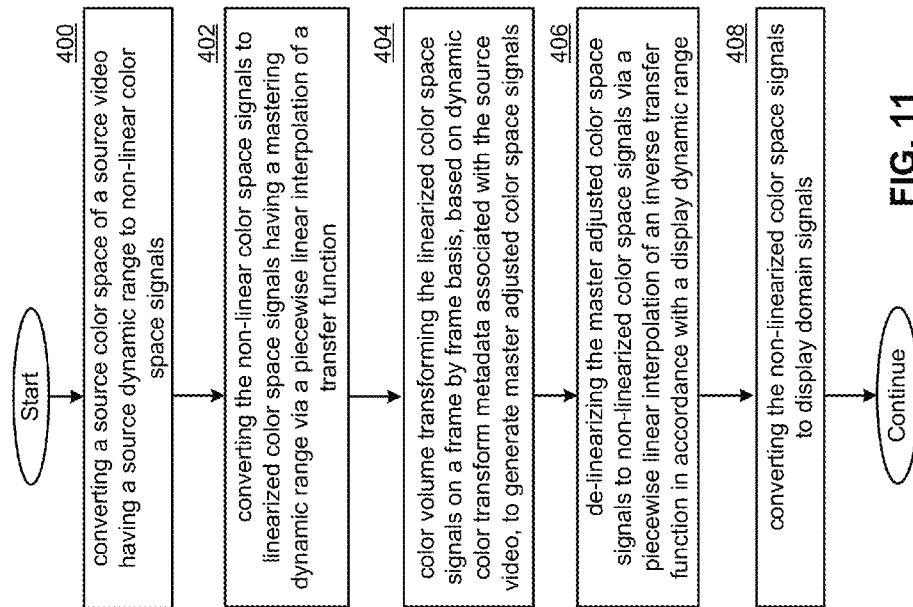 Start
400
converting a source color space of a source video
having a source dynamic range to non-linear color
space signals
402
converting the non-linear color space signals to
linearized color space signals having a mastering
dynamic range via a piecewise linear interpolation of a
transfer function
404
color volume transforming the linearized color space
signals on a frame by frame basis, based on dynamic
color transform metadata associated with the source
video, to generate master adjusted color space signals
406
de-linearizing the master adjusted color space
signals to non-linearized color space signals via a
piecewise linear interpolation of an inverse transfer
function in accordance with a display dynamic range
408
converting the non-linearized color space signals
to display domain signals
Continue
FIG. 11